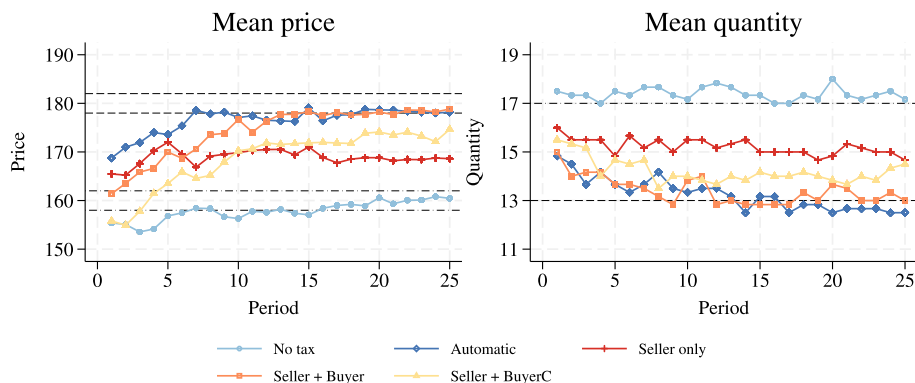 Mean price
Mean quantity
Price
190
180
170
160
150
0 5 10 15 20 25
Period
Quantity
19
17
15
13
11
0 5 10 15 20 25
Period
No tax Automatic Seller only
Seller + Buyer Seller + BuyerC